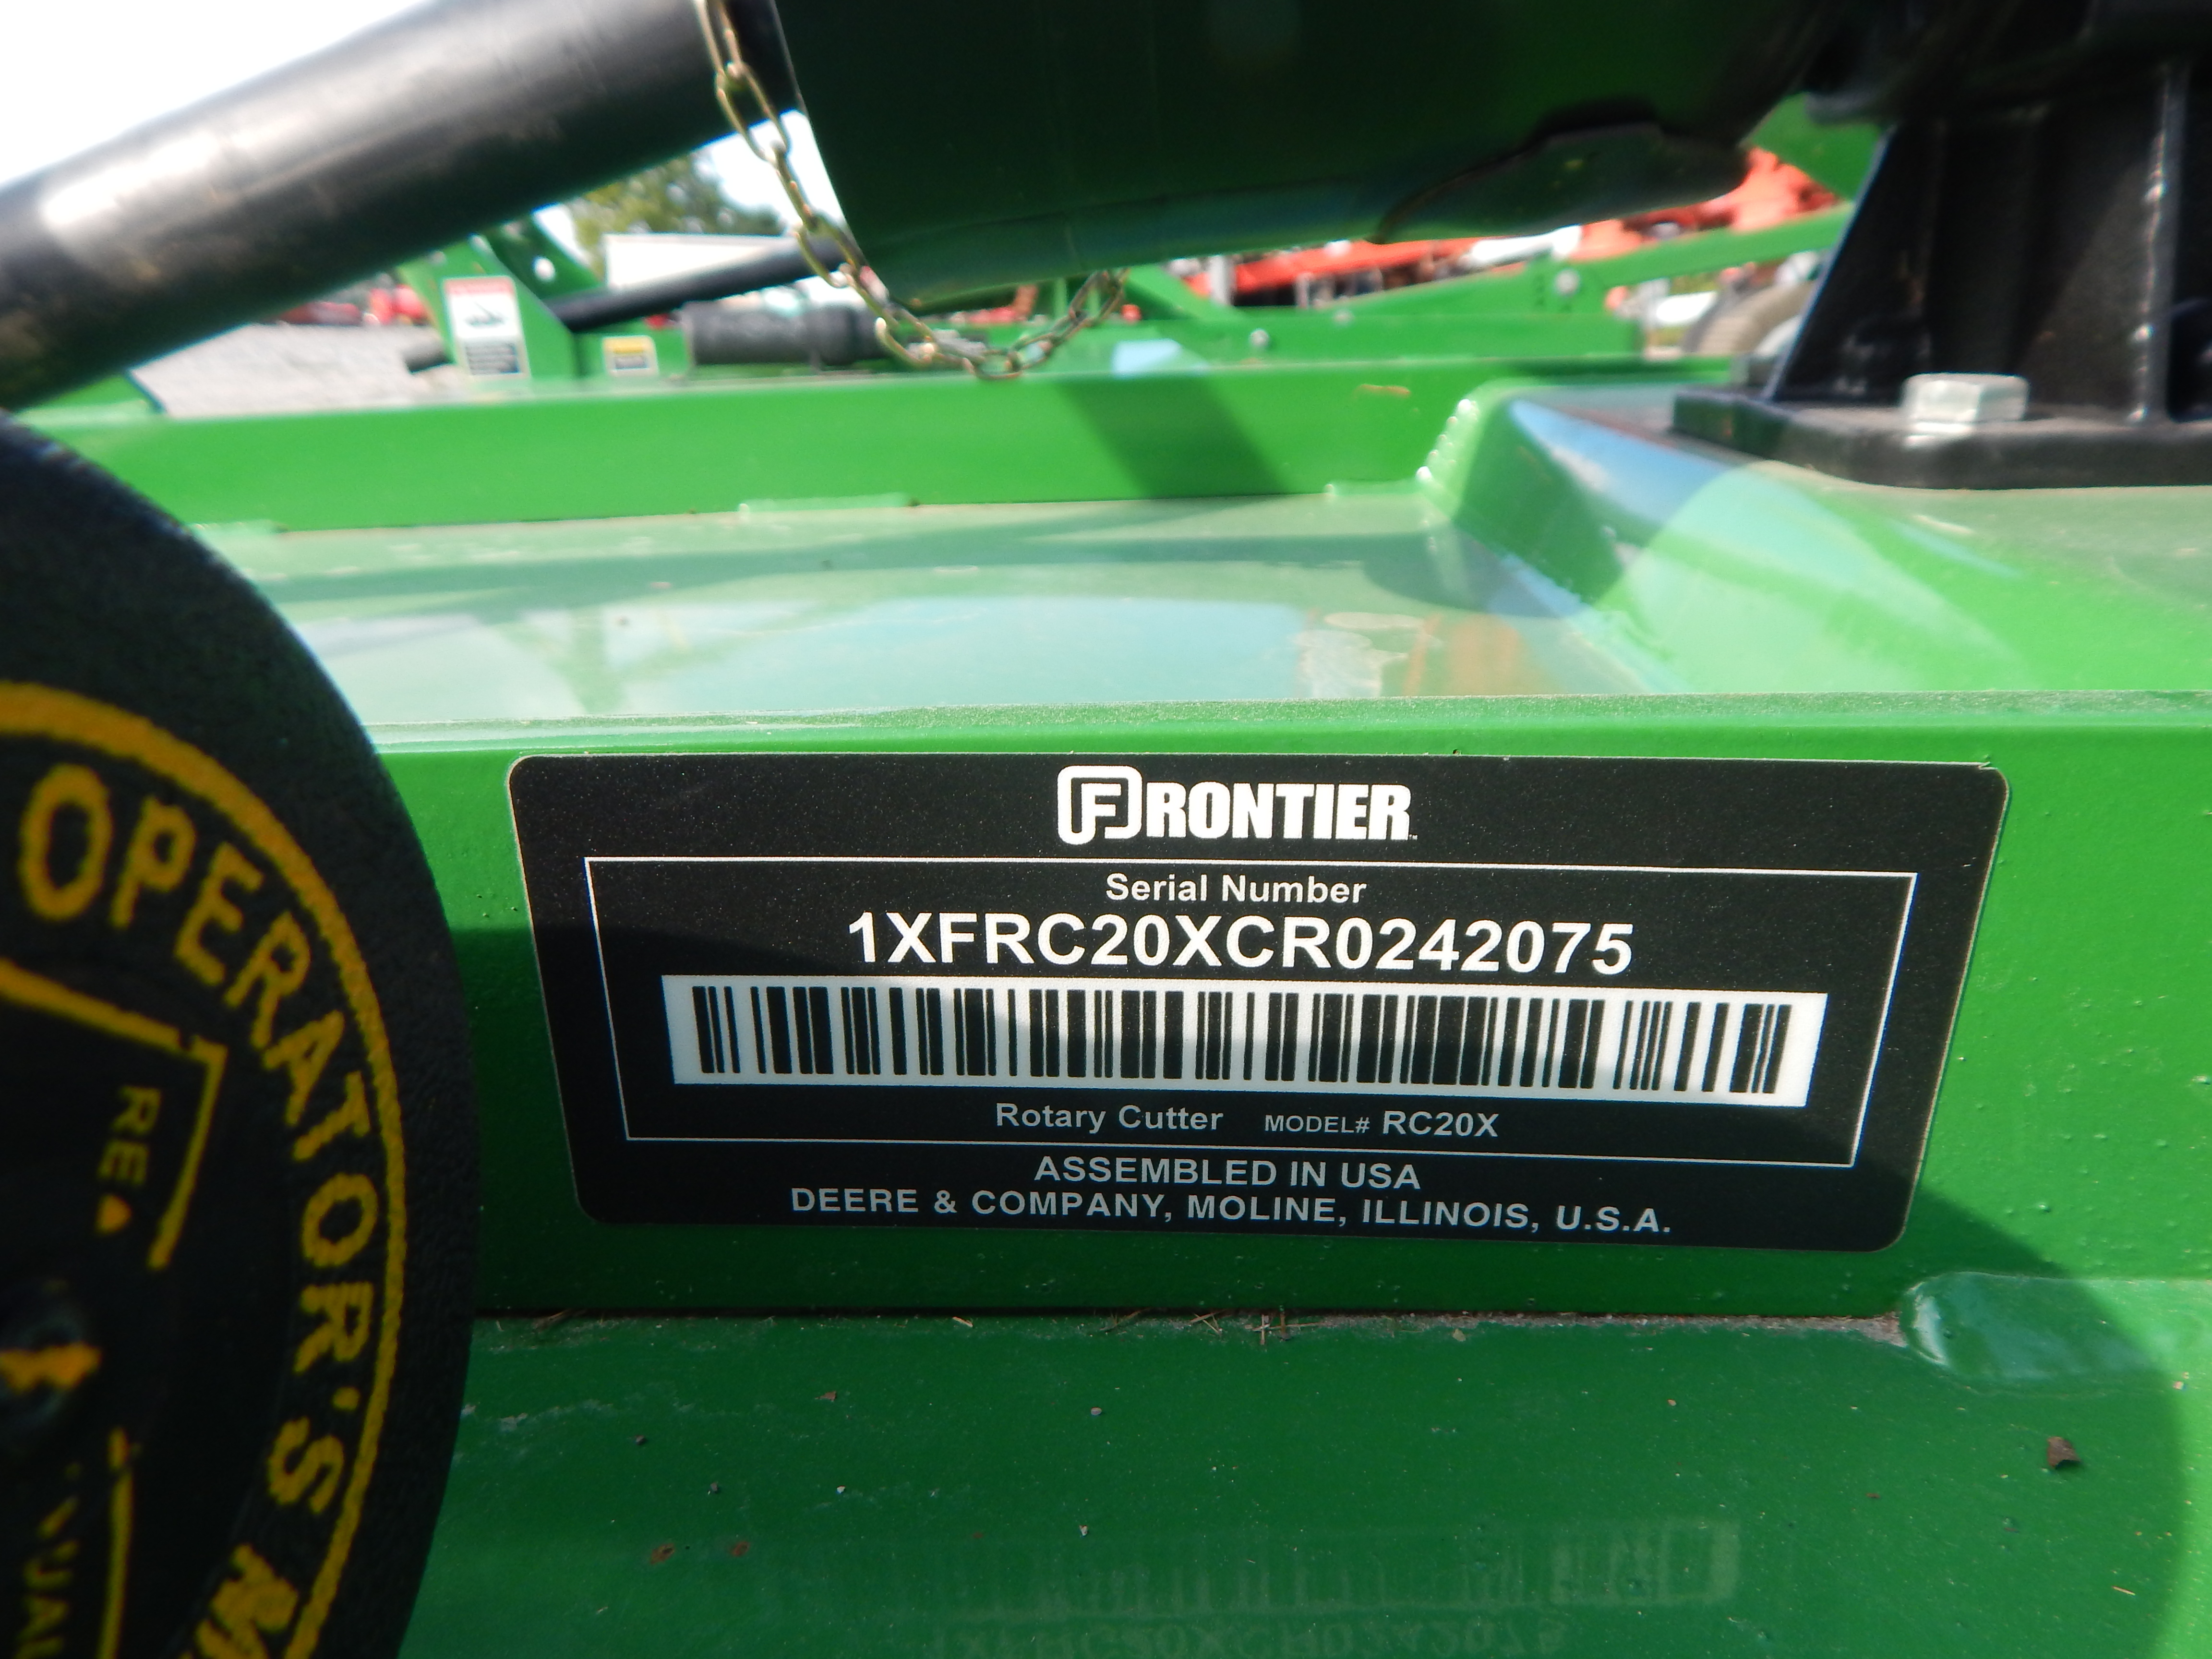 FRONTIER
Serial Number
1XFRC20XCR0242075
Rotary Cutter MODEL# RC20X
ASSEMBLED IN USA
DEERE & COMPANY, MOLINE, ILLINOIS, U.S.A.
OPERATOR'S